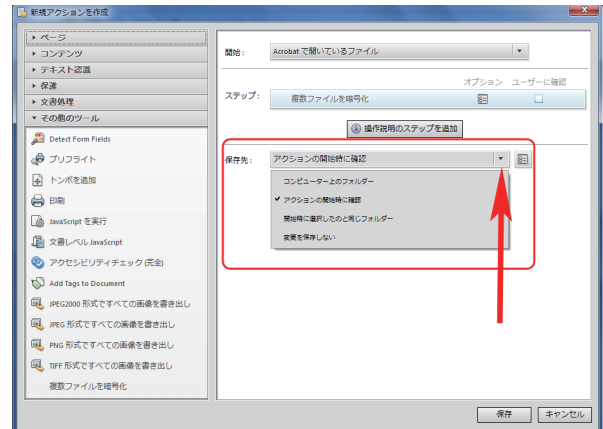 新規アクションを作成
ページ
コンテンツ
テキスト認識
保護
文書処理
その他のツール
Detect Form Fields
プリフライト
トンボを追加
印刷
JavaScript を実行
文書レベル JavaScript
アクセシビリティチェック (完全)
Add Tags to Document
JPEG2000 形式ですべての画像を書き出し
JPEG 形式ですべての画像を書き出し
PNG 形式ですべての画像を書き出し
TIFF 形式ですべての画像を書き出し
複数ファイルを暗号化
開始: Acrobat で開いているファイル
オプション ユーザーに確認
ステップ: 複数ファイルを暗号化
操作説明のステップを追加
保存先: アクションの開始時に確認
コンピューター上のフォルダー
アクションの開始時に確認
開始時に選択したのと同じフォルダー
変更を保存しない
保存 キャンセル